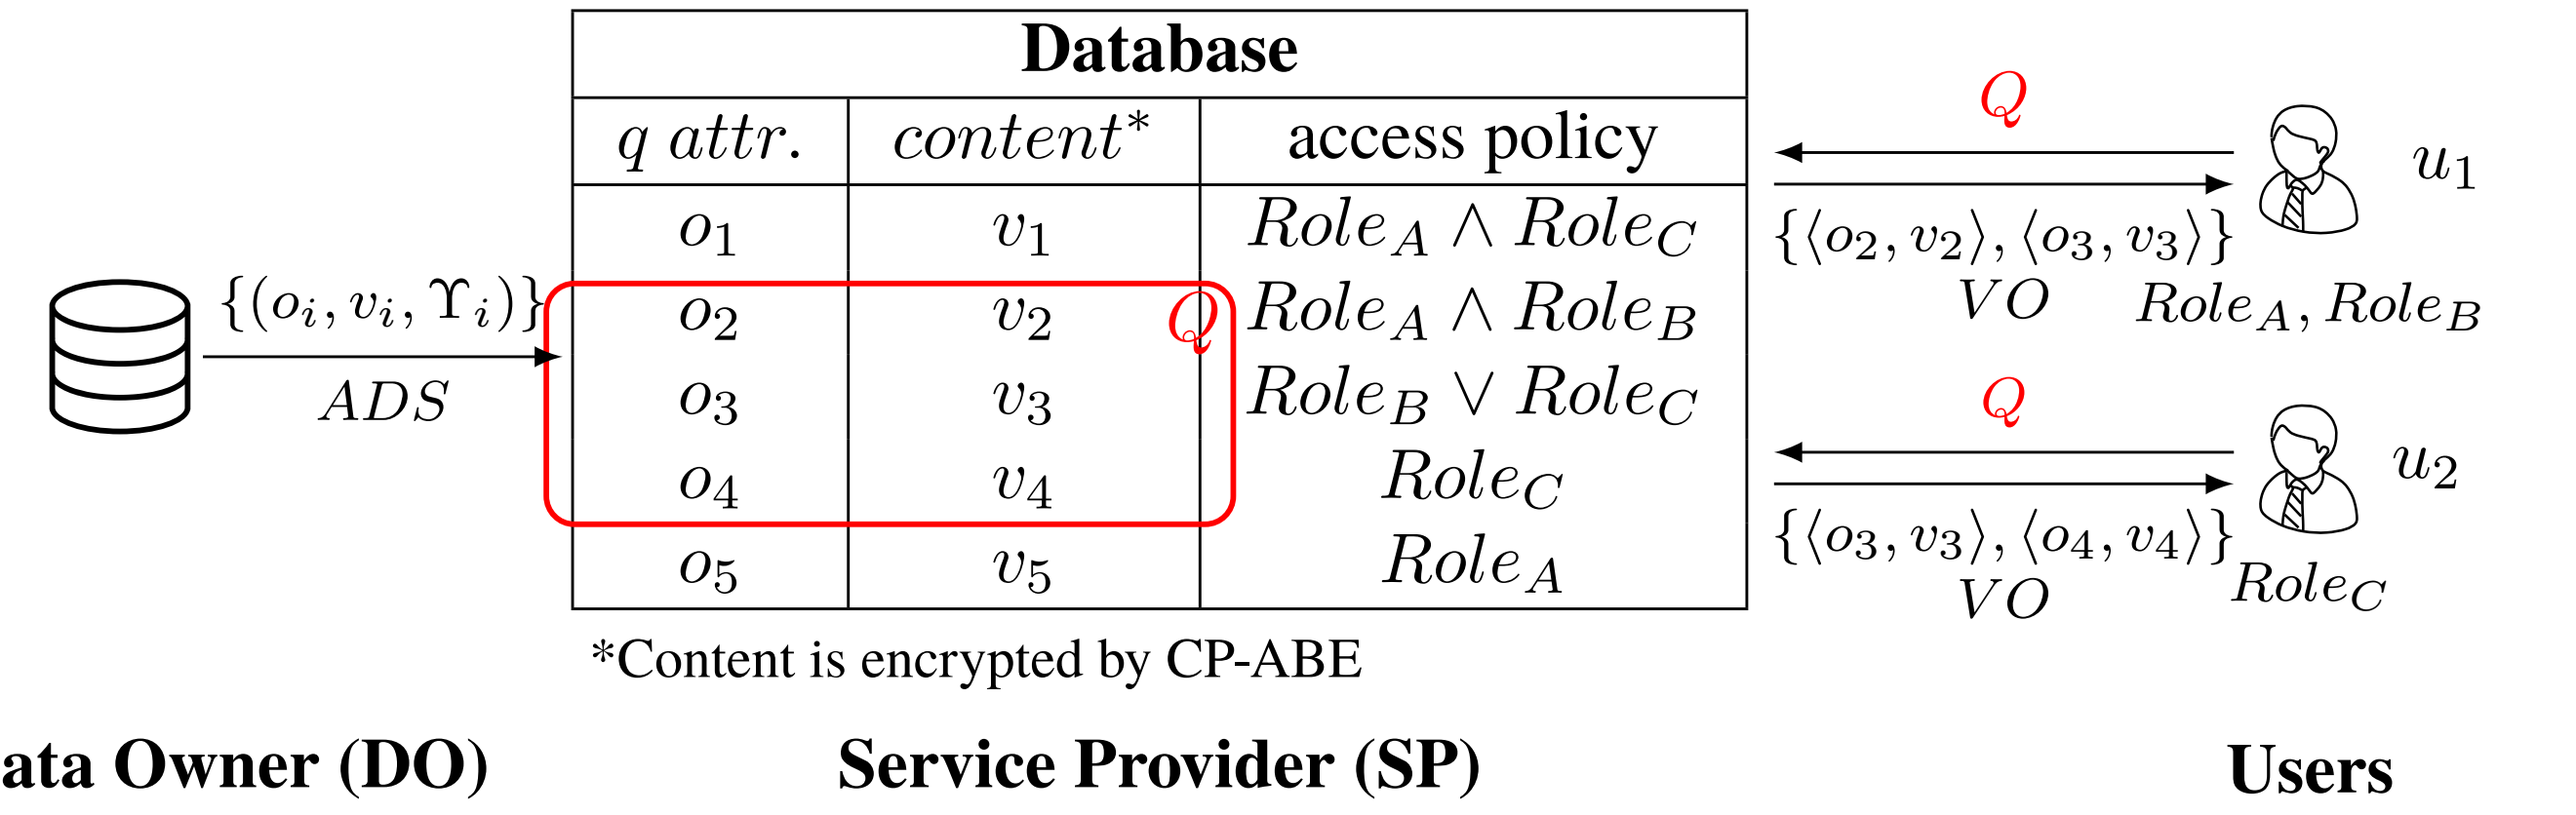 Database
q attr. content* access policy
o1 v1 RoleA ∧ RoleC
o2 v2 RoleA ∧ RoleB
o3 v3 RoleB ∨ RoleC
o4 v4 RoleC
o5 v5 RoleA
Q
*Content is encrypted by CP-ABE
{(oi, vi, ϒi)}
ADS
Q
u1
{⟨o2, v2⟩, ⟨o3, v3⟩}
VO
RoleA, RoleB
Q
u2
{⟨o3, v3⟩, ⟨o4, v4⟩}
VO
RoleC
ata Owner (DO)
Service Provider (SP)
Users